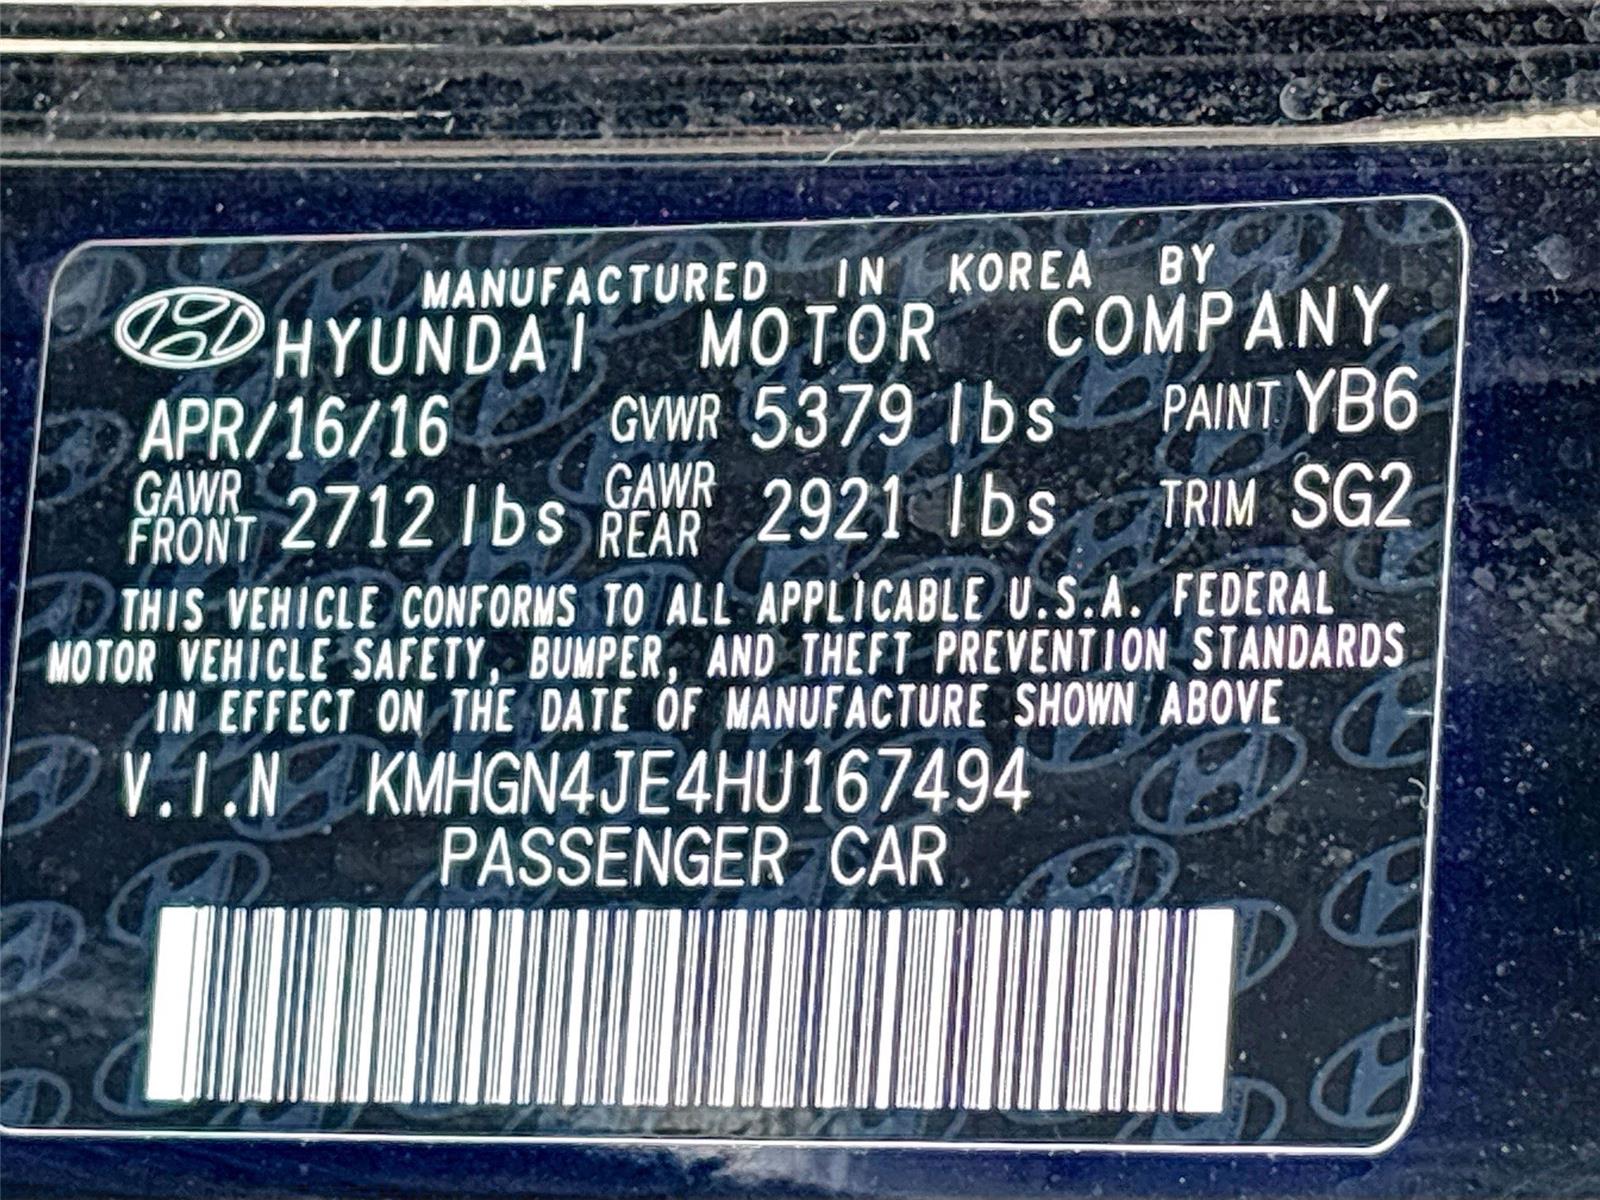 MANUFACTURED IN KOREA BY
HYUNDAI MOTOR COMPANY
APR/16/16 GVWR 5379 lbs PAINT YB6
GAWR FRONT 2712 lbs GAWR REAR 2921 lbs TRIM SG2
THIS VEHICLE CONFORMS TO ALL APPLICABLE U.S.A. FEDERAL
MOTOR VEHICLE SAFETY, BUMPER, AND THEFT PREVENTION STANDARDS
IN EFFECT ON THE DATE OF MANUFACTURE SHOWN ABOVE
V.I.N KMHGN4JE4HU167494
PASSENGER CAR